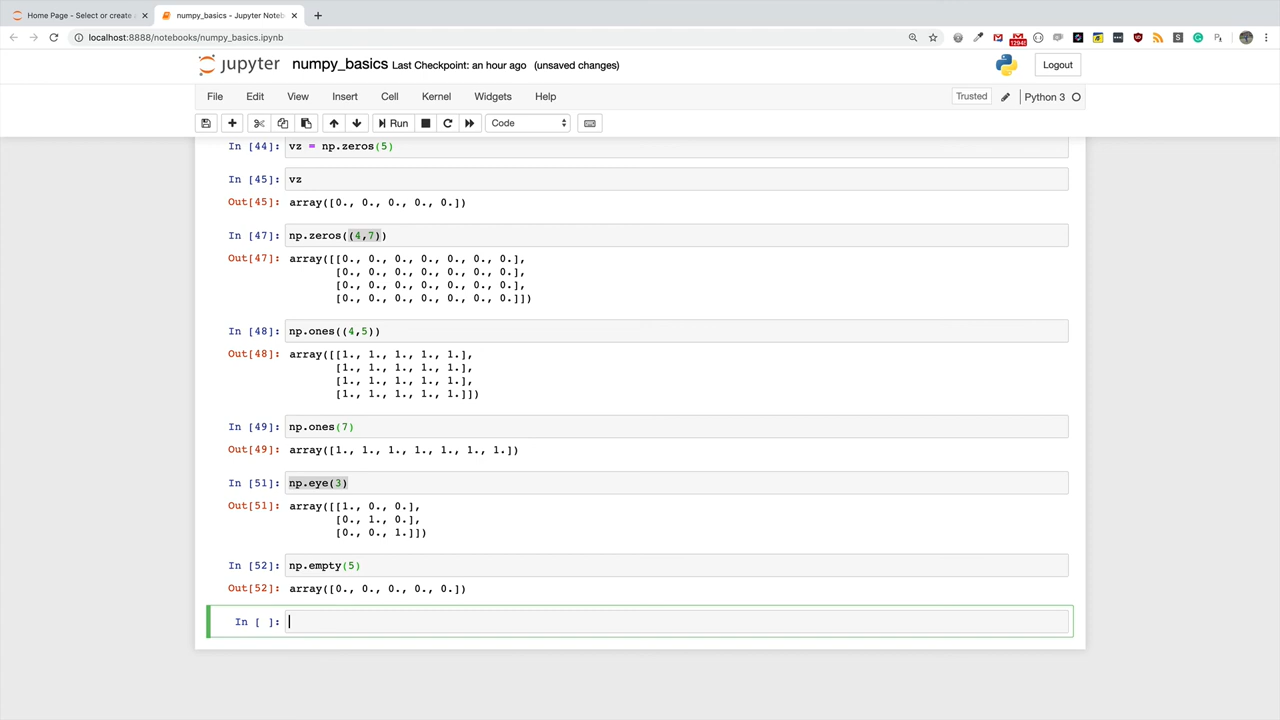 Home Page - Select or create a
numpy_basics - Jupyter Notebo
localhost:8888/notebooks/numpy_basics.ipynb
12945
jupyter numpy_basics Last Checkpoint: an hour ago (unsaved changes)
Logout
File Edit View Insert Cell Kernel Widgets Help
Trusted Python 3
Run Code
In [44]: vz = np.zeros(5)
In [45]: vz
Out[45]: array([0., 0., 0., 0., 0.])
In [47]: np.zeros((4,7))
Out[47]: array([[0., 0., 0., 0., 0., 0., 0.],
[0., 0., 0., 0., 0., 0., 0.],
[0., 0., 0., 0., 0., 0., 0.],
[0., 0., 0., 0., 0., 0., 0.]])
In [48]: np.ones((4,5))
Out[48]: array([[1., 1., 1., 1., 1.],
[1., 1., 1., 1., 1.],
[1., 1., 1., 1., 1.],
[1., 1., 1., 1., 1.]])
In [49]: np.ones(7)
Out[49]: array([1., 1., 1., 1., 1., 1., 1.])
In [51]: np.eye(3)
Out[51]: array([[1., 0., 0.],
[0., 1., 0.],
[0., 0., 1.]])
In [52]: np.empty(5)
Out[52]: array([0., 0., 0., 0., 0.])
In [ ]: